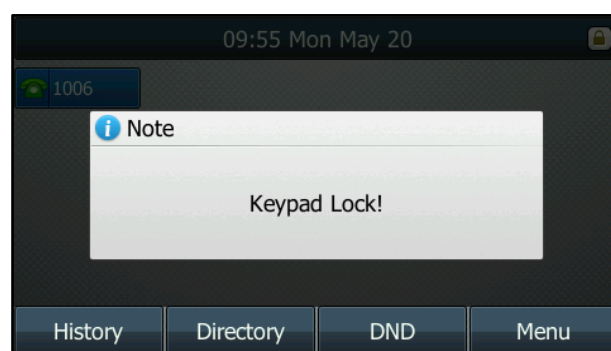 09:55 Mon May 20
1006
Note
Keypad Lock!
History Directory DND Menu